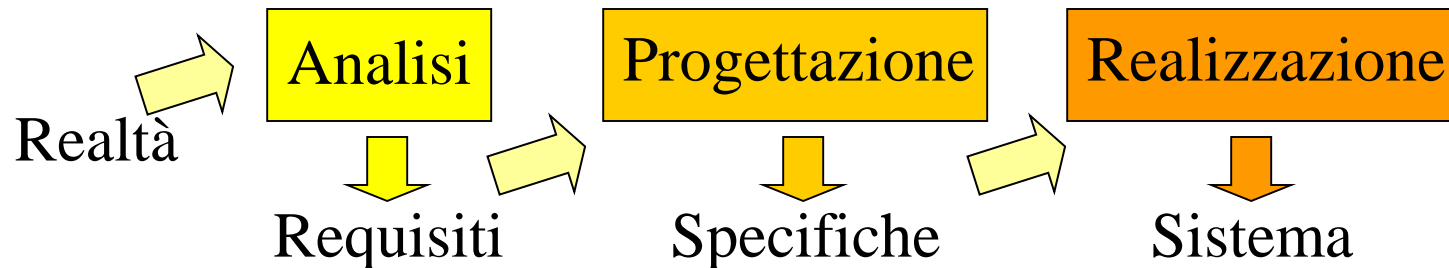 Analisi
Progettazione
Realizzazione
Realtà
Requisiti
Specifiche
Sistema